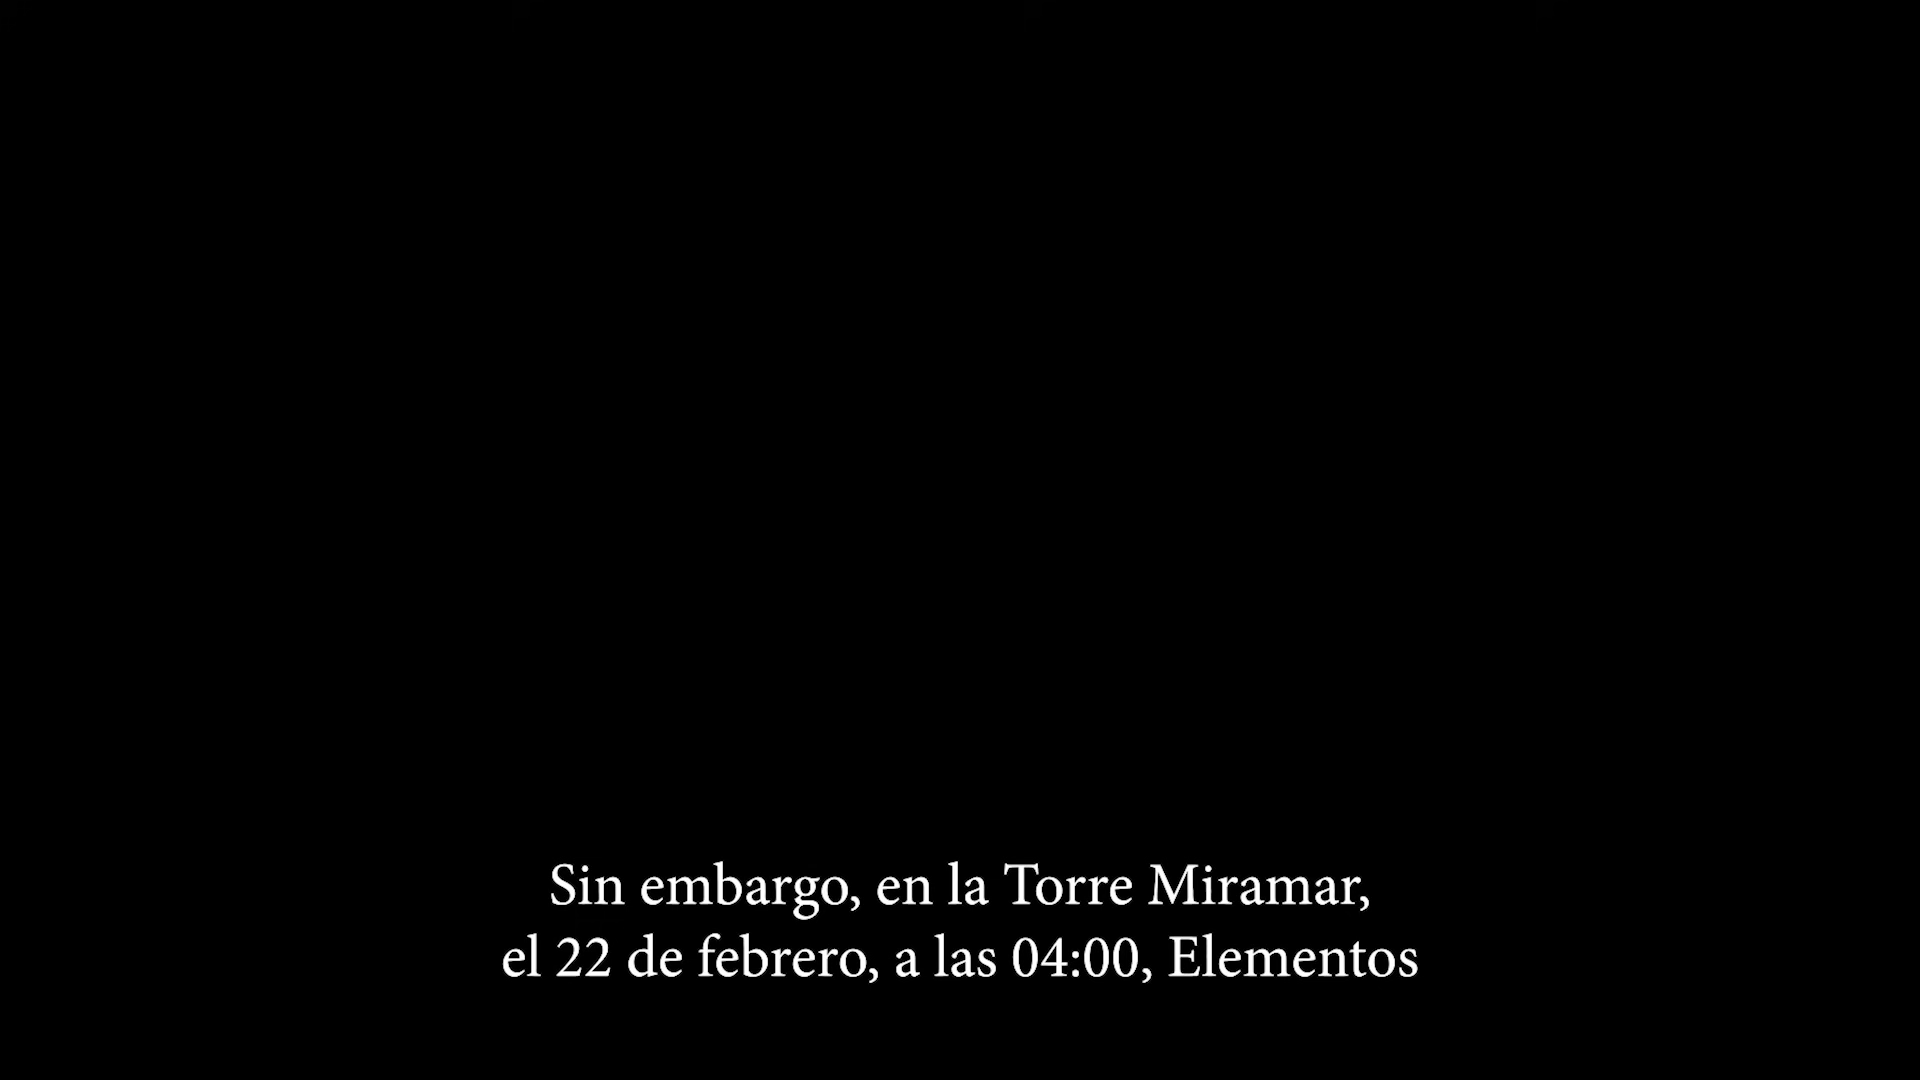 Sin embargo, en la Torre Miramar,
el 22 de febrero, a las 04:00, Elementos